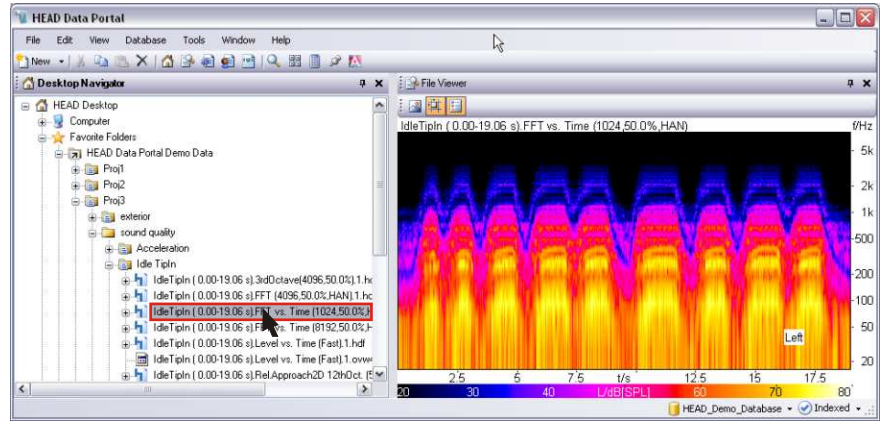 HEAD Data Portal
File Edit View Database Tools Window Help
New
Desktop Navigator
File Viewer
HEAD Desktop
Computer
Favorite Folders
HEAD Data Portal Demo Data
Proj1
Proj2
Proj3
exterior
sound quality
Acceleration
Idle TipIn
IdleTipIn ( 0.00-19.06 s).3rdOctave(4096,50.0%).1.hd
IdleTipIn ( 0.00-19.06 s).FFT (4096,50.0%,HAN).1.hd
IdleTipIn ( 0.00-19.06 s).FFT vs. Time (1024,50.0%,H
IdleTipIn ( 0.00-19.06 s).FFT vs. Time (8192,50.0%,H
IdleTipIn ( 0.00-19.06 s).Level vs. Time (Fast).1.hdf
IdleTipIn ( 0.00-19.06 s).Level vs. Time (Fast).1.ovw
IdleTipIn ( 0.00-19.06 s).Rel.Approach2D 12thOct. (5
IdleTipIn ( 0.00-19.06 s).FFT vs. Time (1024,50.0%,HAN)
f/Hz
5k
2k
1k
500
200
100
50
20
Left
2.5 5 7.5 t/s 12.5 15 17.5
20 30 40 L/dB[SPL] 60 70 80
HEAD_Demo_Database
Indexed